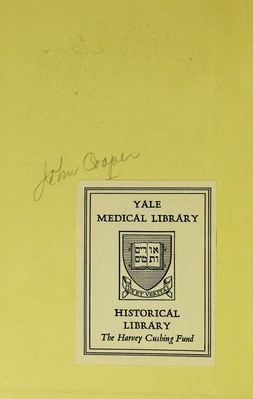 John Cooper
YALE
MEDICAL LIBRARY
אורים
ותמים
LUX ET VERITAS
HISTORICAL
LIBRARY
The Harvey Cushing Fund